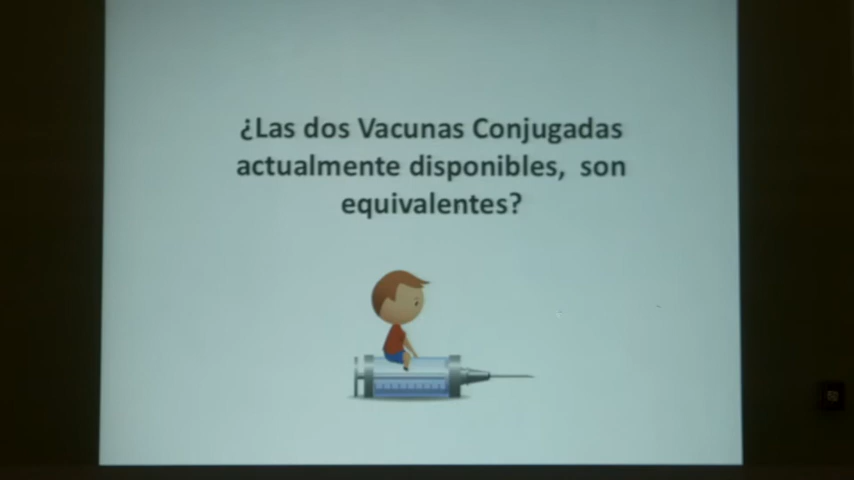 ¿Las dos Vacunas Conjugadas
actualmente disponibles, son
equivalentes?